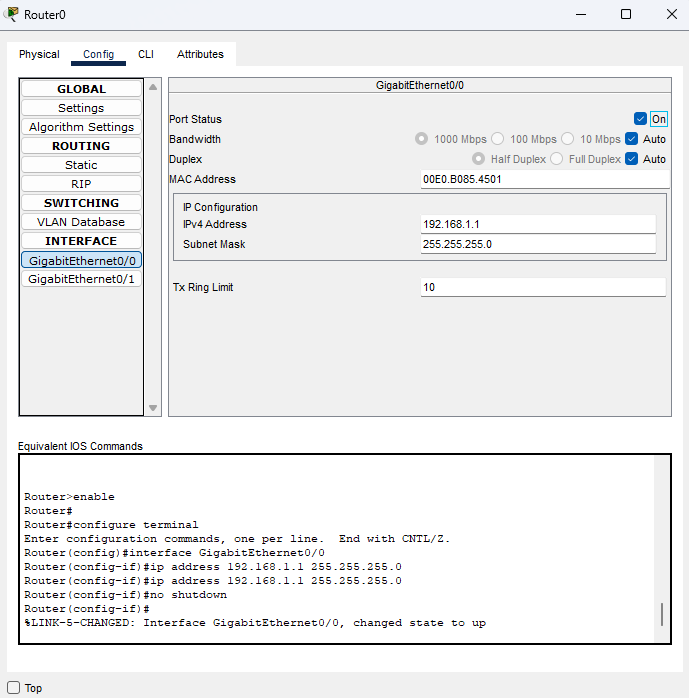 Router0
Physical Config CLI Attributes
GLOBAL
Settings
Algorithm Settings
ROUTING
Static
RIP
SWITCHING
VLAN Database
INTERFACE
GigabitEthernet0/0
GigabitEthernet0/1
GigabitEthernet0/0
Port Status On
Bandwidth 1000 Mbps 100 Mbps 10 Mbps Auto
Duplex Half Duplex Full Duplex Auto
MAC Address 00E0.B085.4501
IP Configuration
IPv4 Address 192.168.1.1
Subnet Mask 255.255.255.0
Tx Ring Limit 10
Equivalent IOS Commands
Router>enable
Router#
Router#configure terminal
Enter configuration commands, one per line.  End with CNTL/Z.
Router(config)#interface GigabitEthernet0/0
Router(config-if)#ip address 192.168.1.1 255.255.255.0
Router(config-if)#ip address 192.168.1.1 255.255.255.0
Router(config-if)#no shutdown
Router(config-if)#
%LINK-5-CHANGED: Interface GigabitEthernet0/0, changed state to up
Top